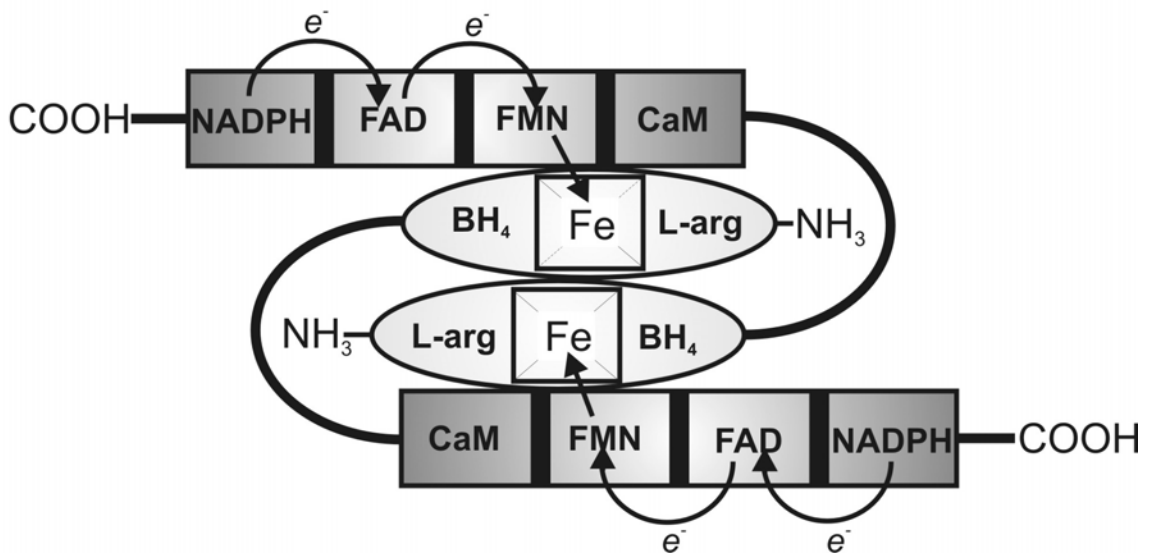 e⁻ e⁻
COOH NADPH FAD FMN CaM
BH₄ Fe L-arg NH₃
NH₃ L-arg Fe BH₄
CaM FMN FAD NADPH COOH
e⁻ e⁻